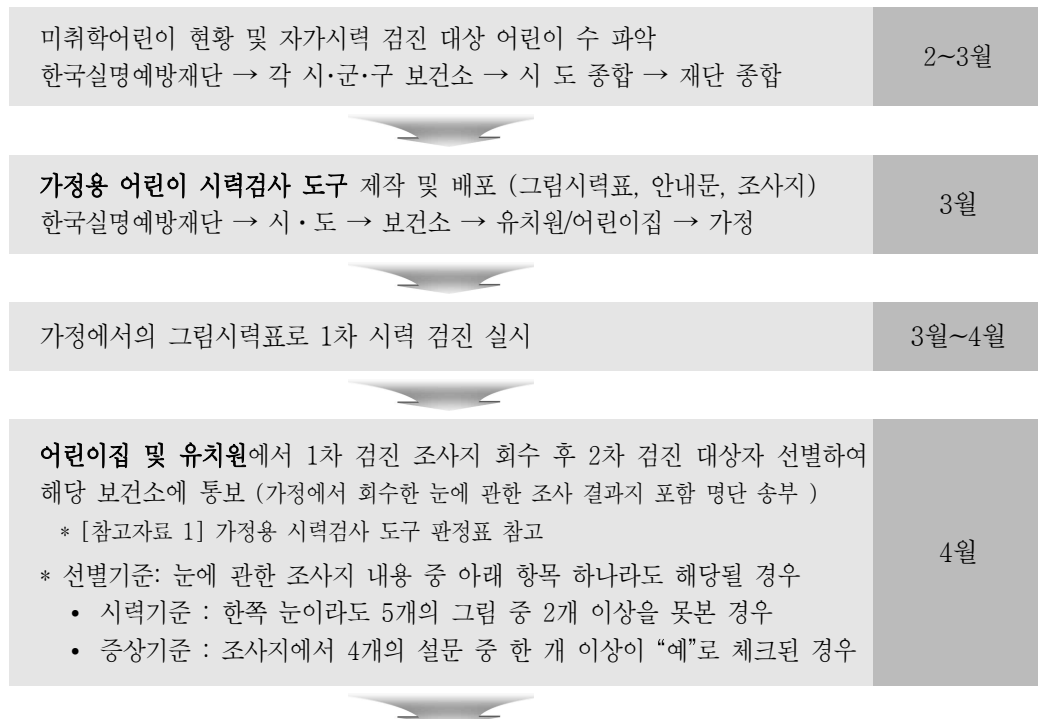 미취학어린이 현황 및 자가시력 검진 대상 어린이 수 파악
한국실명예방재단 → 각 시·군·구 보건소 → 시 도 종합 → 재단 종합
2~3월
가정용 어린이 시력검사 도구 제작 및 배포 (그림시력표, 안내문, 조사지)
한국실명예방재단 → 시·도 → 보건소 → 유치원/어린이집 → 가정
3월
가정에서의 그림시력표로 1차 시력 검진 실시
3월~4월
어린이집 및 유치원에서 1차 검진 조사지 회수 후 2차 검진 대상자 선별하여
해당 보건소에 통보 (가정에서 회수한 눈에 관한 조사 결과지 포함 명단 송부 )
* [참고자료 1] 가정용 시력검사 도구 판정표 참고
* 선별기준: 눈에 관한 조사지 내용 중 아래 항목 하나라도 해당될 경우
• 시력기준 : 한쪽 눈이라도 5개의 그림 중 2개 이상을 못본 경우
• 증상기준 : 조사지에서 4개의 설문 중 한 개 이상이 “예”로 체크된 경우
4월